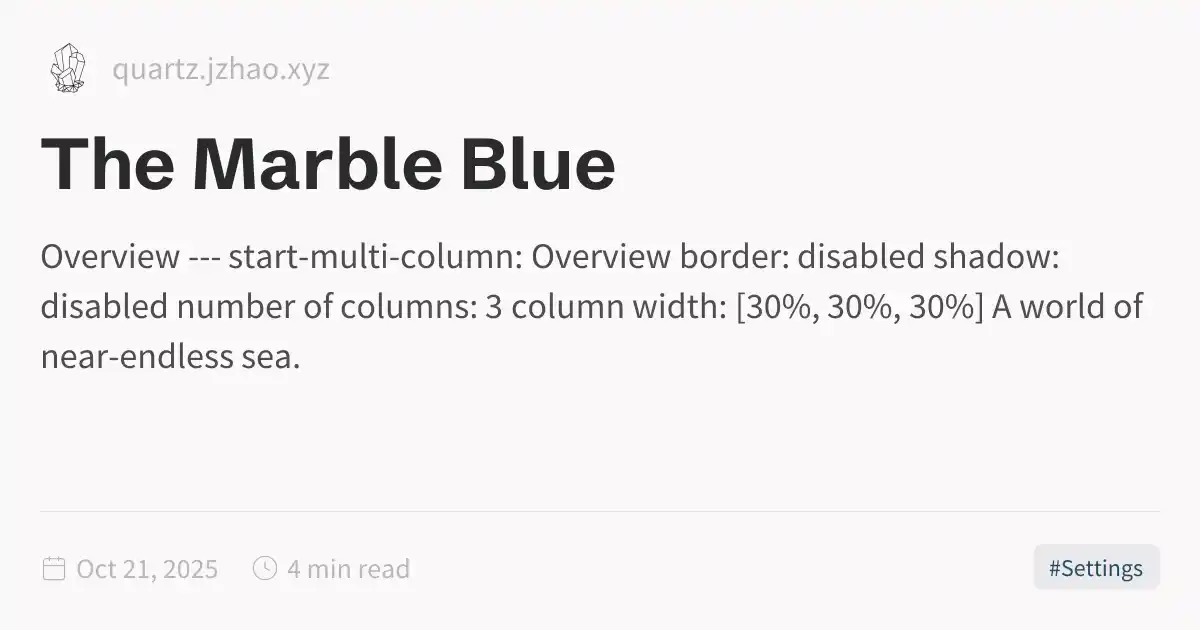 quartz.jzhao.xyz
The Marble Blue
Overview --- start-multi-column: Overview border: disabled shadow:
disabled number of columns: 3 column width: [30%, 30%, 30%] A world of
near-endless sea.
Oct 21, 2025
4 min read
#Settings